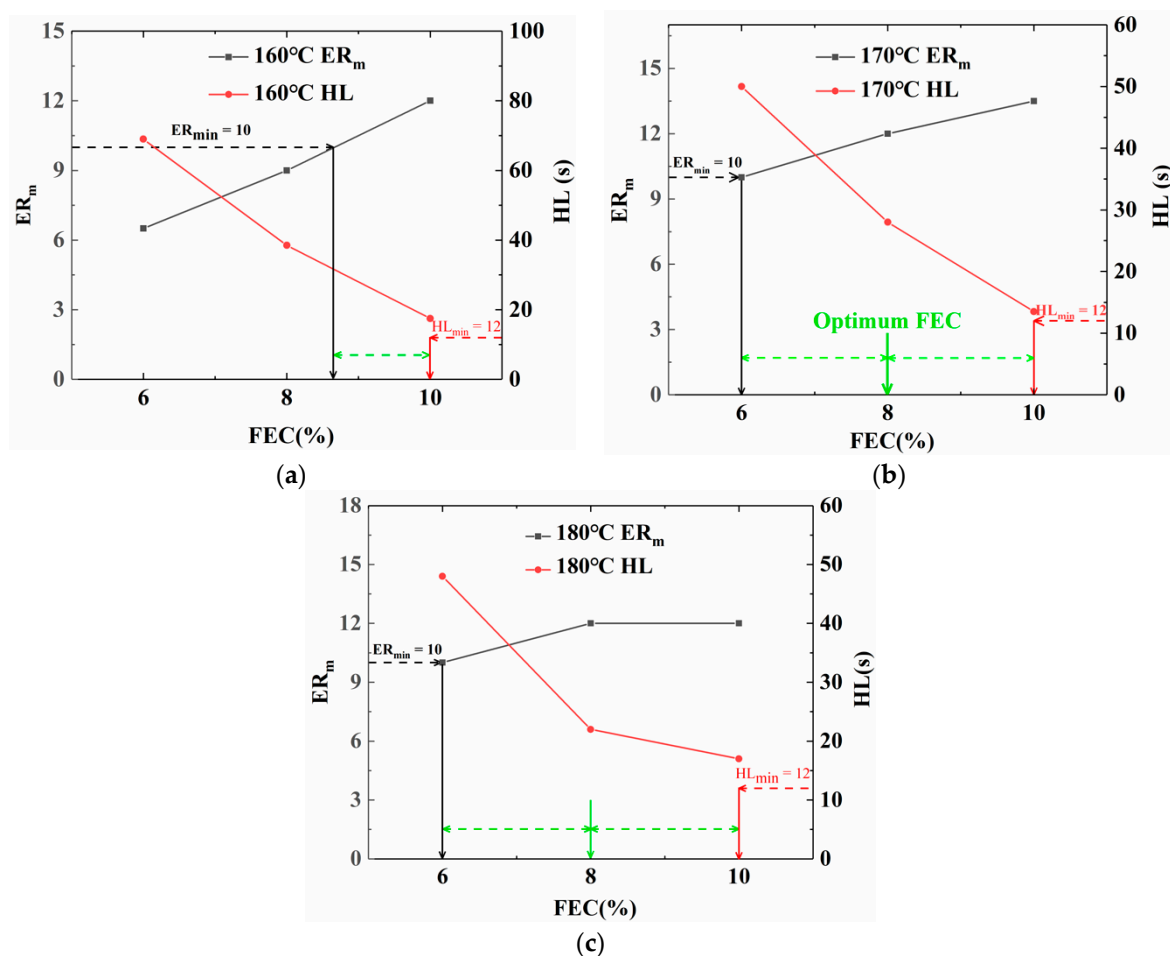 15
12
9
6
3
0
ERₘ
160℃ ERₘ
160℃ HL
ERmin = 10
HLmin = 12
100
80
60
40
20
0
HL (s)
6 8 10
FEC(%)
(a)
15
12
9
6
3
0
ERₘ
170℃ ERₘ
170℃ HL
ERmin = 10
Optimum FEC
HLmin = 12
60
50
40
30
20
10
0
HL (s)
6 8 10
FEC(%)
(b)
18
15
12
9
6
3
0
ERₘ
180℃ ERₘ
180℃ HL
ERmin = 10
HLmin = 12
60
50
40
30
20
10
0
HL(s)
6 8 10
FEC(%)
(c)